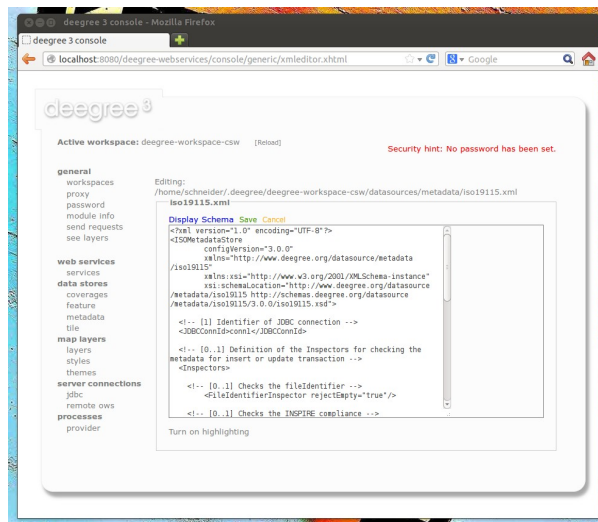 deegree 3 console - Mozilla Firefox
deegree 3 console
localhost:8080/deegree-webservices/console/generic/xmleditor.xhtml
Google
deegree 3
Active workspace: deegree-workspace-csw [Reload]
Security hint: No password has been set.
general
workspaces
proxy
password
module info
send requests
see layers
web services
services
data stores
coverages
feature
metadata
tile
map layers
layers
styles
themes
server connections
jdbc
remote ows
processes
provider
Editing:
/home/schneider/.deegree/deegree-workspace-csw/datasources/metadata/iso19115.xml
iso19115.xml
Display Schema Save Cancel
<?xml version="1.0" encoding="UTF-8"?>
<ISOMetadataStore
configVersion="3.0.0"
xmlns="http://www.deegree.org/datasource/metadata
/iso19115"
xmlns:xsi="http://www.w3.org/2001/XMLSchema-instance"
xsi:schemaLocation="http://www.deegree.org/datasource
/metadata/iso19115 http://schemas.deegree.org/datasource
/metadata/iso19115/3.0.0/iso19115.xsd">
<!-- [1] Identifier of JDBC connection -->
<JDBCConnId>conn1</JDBCConnId>
<!-- [0..1] Definition of the Inspectors for checking the
metadata for insert or update transaction -->
<Inspectors>
<!-- [0..1] Checks the fileIdentifier -->
<FileIdentifierInspector rejectEmpty="true"/>
<!-- [0..1] Checks the INSPIRE compliance -->
Turn on highlighting